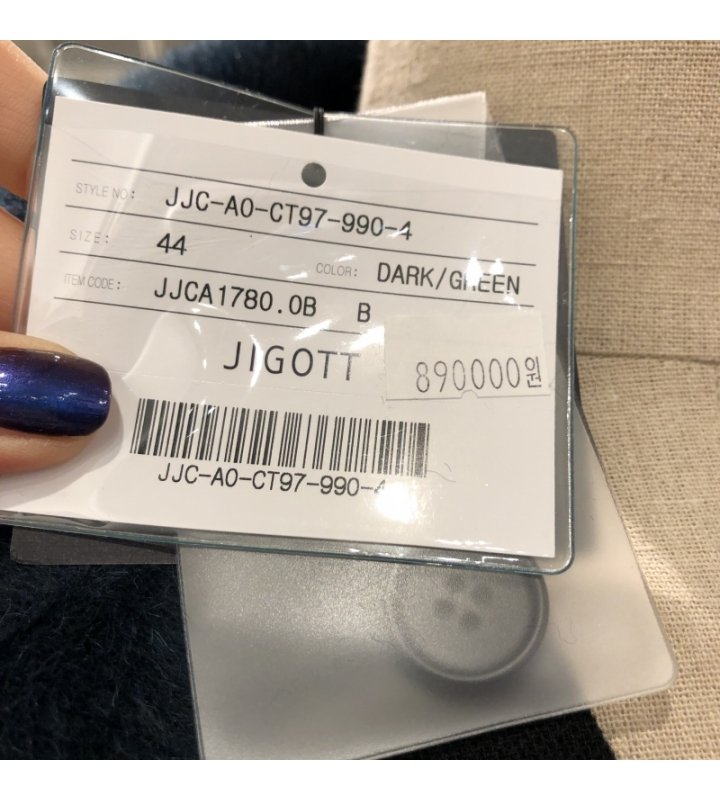 STYLE NO: JJC-A0-CT97-990-4
SIZE: 44 COLOR: DARK/GREEN
ITEM CODE: JJCA1780.0B B
JIGOTT 890000원
JJC-A0-CT97-990-4